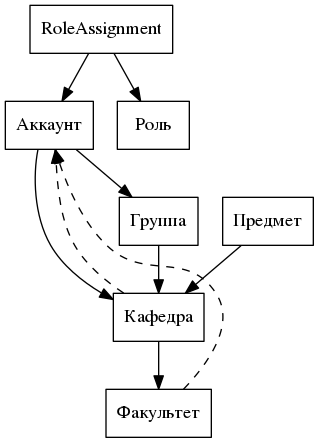 RoleAssignment
Аккаунт
Роль
Группа
Предмет
Кафедра
Факультет